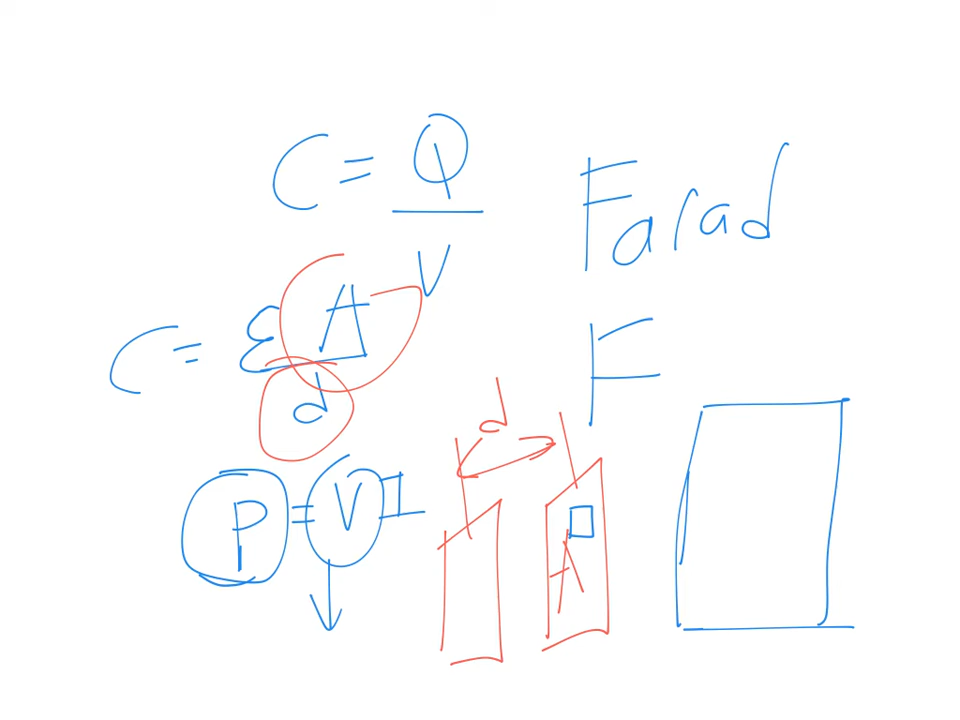 C = Q
V
Farad
C = εA
d
F
P = VI
d
A